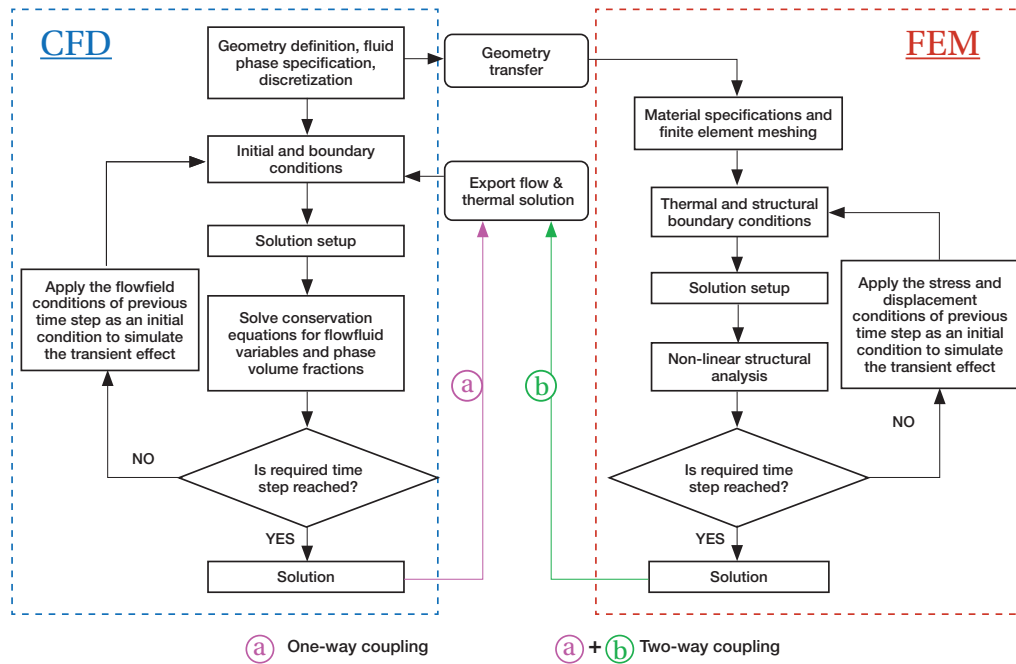 CFD
Geometry definition, fluid
phase specification,
discretization
Geometry
transfer
FEM
Material specifications and
finite element meshing
Initial and boundary
conditions
Export flow &
thermal solution
Thermal and structural
boundary conditions
Solution setup
Solution setup
Apply the flowfield
conditions of previous
time step as an initial
condition to simulate
the transient effect
Solve conservation
equations for flowfluid
variables and phase
volume fractions
a
b
Non-linear structural
analysis
Apply the stress and
displacement
conditions of previous
time step as an initial
condition to simulate
the transient effect
NO
Is required time
step reached?
YES
Solution
NO
Is required time
step reached?
YES
Solution
a One-way coupling
a + b Two-way coupling